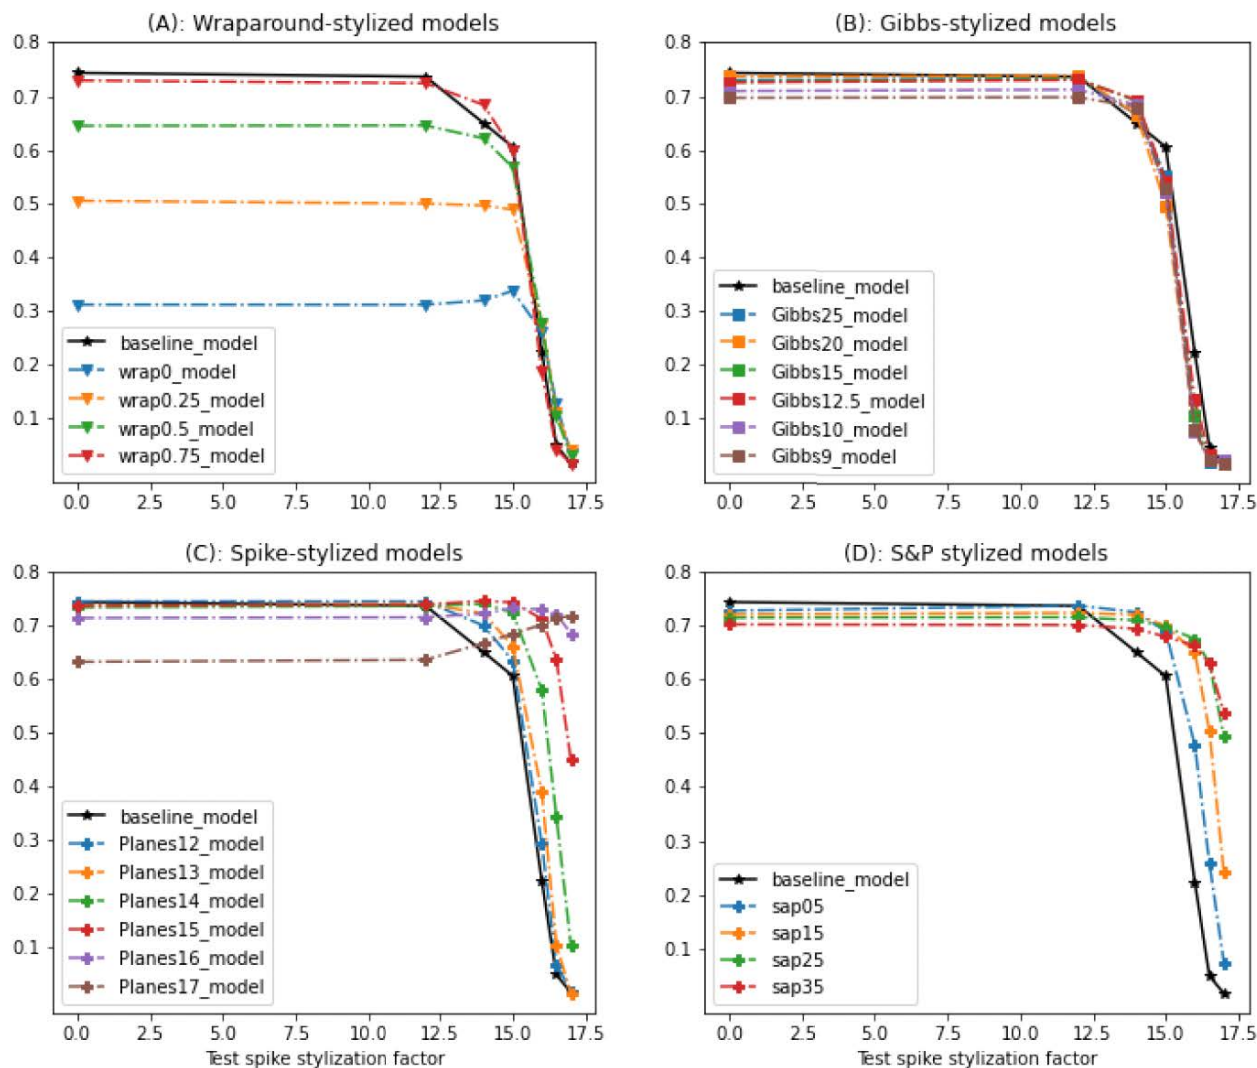 (A): Wraparound-stylized models
0.8
0.7
0.6
0.5
0.4
0.3
0.2
0.1
baseline_model
wrap0_model
wrap0.25_model
wrap0.5_model
wrap0.75_model
0.0 2.5 5.0 7.5 10.0 12.5 15.0 17.5
(B): Gibbs-stylized models
0.8
0.7
0.6
0.5
0.4
0.3
0.2
0.1
baseline_model
Gibbs25_model
Gibbs20_model
Gibbs15_model
Gibbs12.5_model
Gibbs10_model
Gibbs9_model
0.0 2.5 5.0 7.5 10.0 12.5 15.0 17.5
(C): Spike-stylized models
0.8
0.7
0.6
0.5
0.4
0.3
0.2
0.1
baseline_model
Planes12_model
Planes13_model
Planes14_model
Planes15_model
Planes16_model
Planes17_model
0.0 2.5 5.0 7.5 10.0 12.5 15.0 17.5
Test spike stylization factor
(D): S&P stylized models
0.8
0.7
0.6
0.5
0.4
0.3
0.2
0.1
baseline_model
sap05
sap15
sap25
sap35
0.0 2.5 5.0 7.5 10.0 12.5 15.0 17.5
Test spike stylization factor